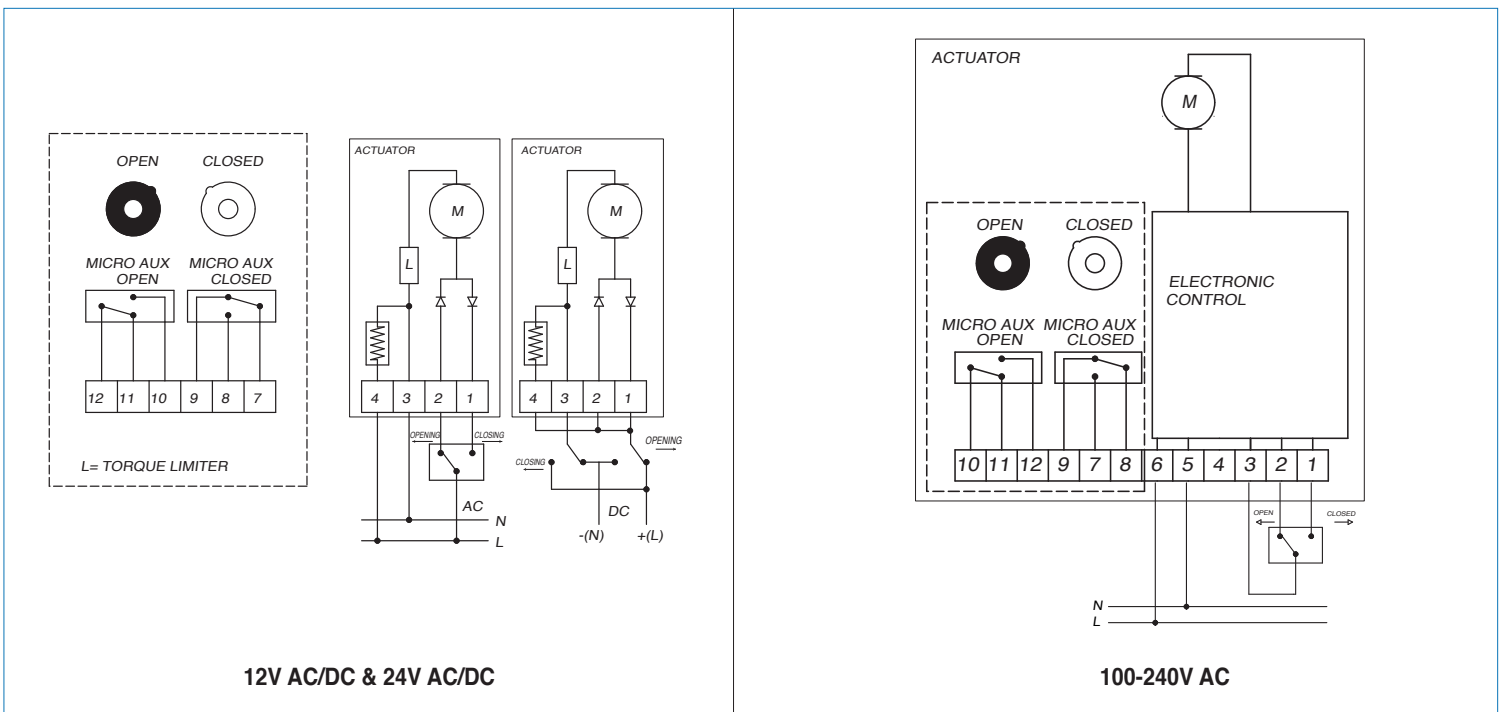 OPEN CLOSED
MICRO AUX MICRO AUX
OPEN CLOSED
12 11 10 9 8 7
L= TORQUE LIMITER
ACTUATOR
M
L
4 3 2 1
OPENING CLOSING
AC
N
L
ACTUATOR
M
L
4 3 2 1
OPENING
CLOSING
DC
-(N) +(L)
12V AC/DC & 24V AC/DC
ACTUATOR
M
OPEN CLOSED
MICRO AUX MICRO AUX
OPEN CLOSED
ELECTRONIC
CONTROL
10 11 12 9 7 8 6 5 4 3 2 1
OPEN CLOSED
N
L
100-240V AC